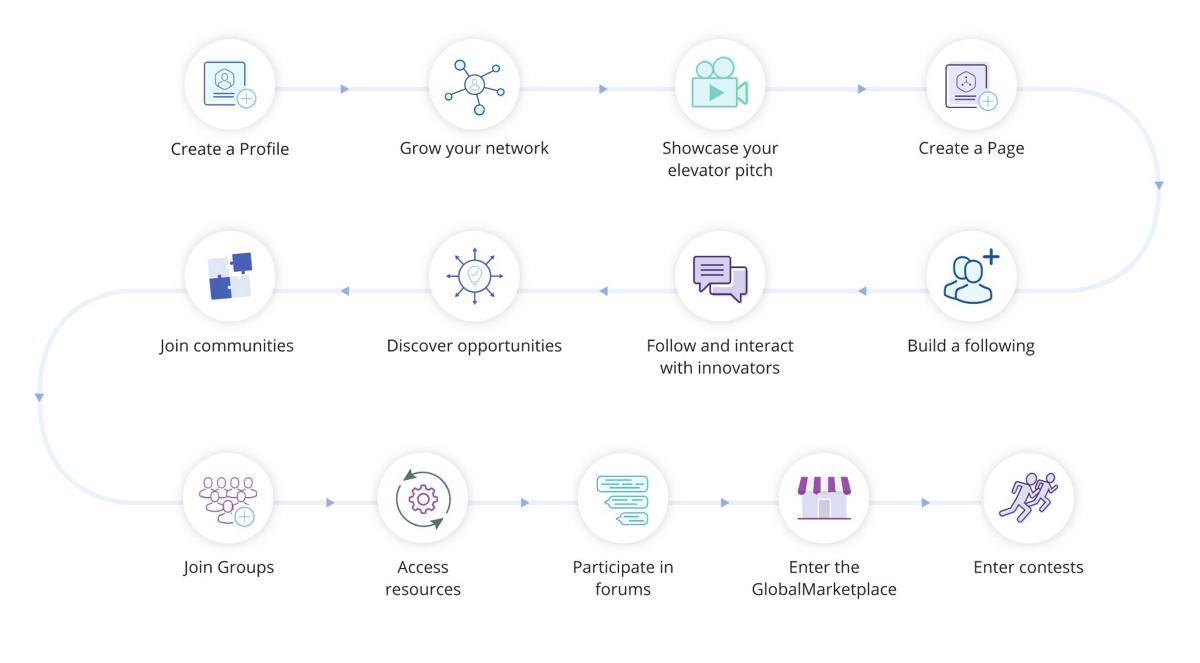 Create a Profile
Grow your network
Showcase your
elevator pitch
Create a Page
Join communities
Discover opportunities
Follow and interact
with innovators
Build a following
Join Groups
Access
resources
Participate in
forums
Enter the
GlobalMarketplace
Enter contests